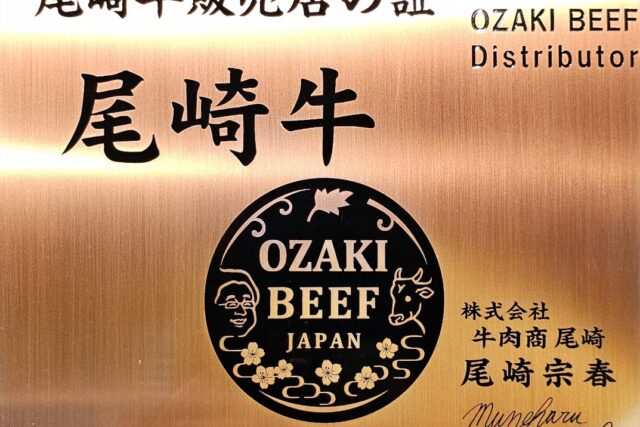 尾崎牛販売店の証
OZAKI BEEF
Distributor
尾崎牛
OZAKI
BEEF
JAPAN
株式会社
牛肉商 尾崎
尾崎宗春
Muneharu